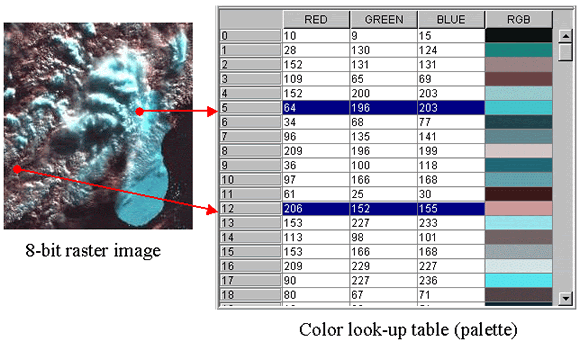 RED GREEN BLUE RGB
0 10 9 15
1 28 130 124
2 152 131 131
3 109 65 69
4 152 200 203
5 64 196 203
6 34 68 77
7 96 135 141
8 209 196 199
9 36 100 118
10 97 166 168
11 61 25 30
12 206 152 155
13 153 227 233
14 113 98 101
15 153 166 168
16 209 229 227
17 90 227 236
18 80 67 71
8-bit raster image
Color look-up table (palette)